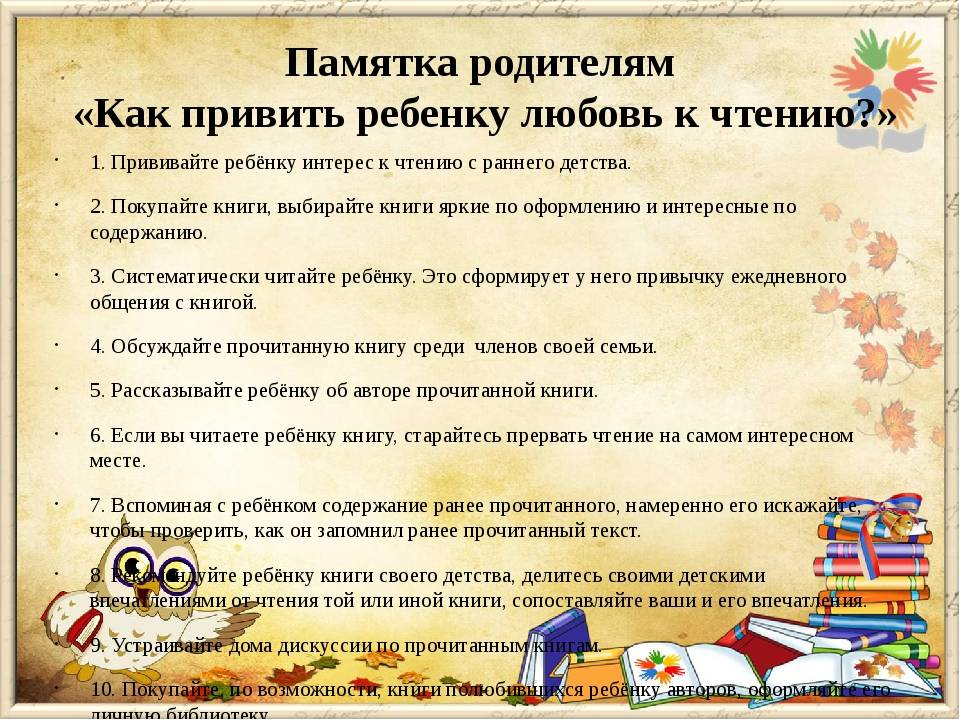 Памятка родителям
«Как привить ребенку любовь к чтению?»
· 1. Прививайте ребёнку интерес к чтению с раннего детства.
· 2. Покупайте книги, выбирайте книги яркие по оформлению и интересные по
содержанию.
· 3. Систематически читайте ребёнку. Это сформирует у него привычку ежедневного
общения с книгой.
· 4. Обсуждайте прочитанную книгу среди  членов своей семьи.
· 5. Рассказывайте ребёнку об авторе прочитанной книги.
· 6. Если вы читаете ребёнку книгу, старайтесь прервать чтение на самом интересном
месте.
· 7. Вспоминая с ребёнком содержание ранее прочитанного, намеренно его искажайте,
чтобы проверить, как он запомнил ранее прочитанный текст.
· 8. Рекомендуйте ребёнку книги своего детства, делитесь своими детскими
впечатлениями от чтения той или иной книги, сопоставляйте ваши и его впечатления.
· 9. Устраивайте дома дискуссии по прочитанным книгам.
· 10. Покупайте, по возможности, книги полюбившихся ребёнку авторов, оформляйте его
личную библиотеку